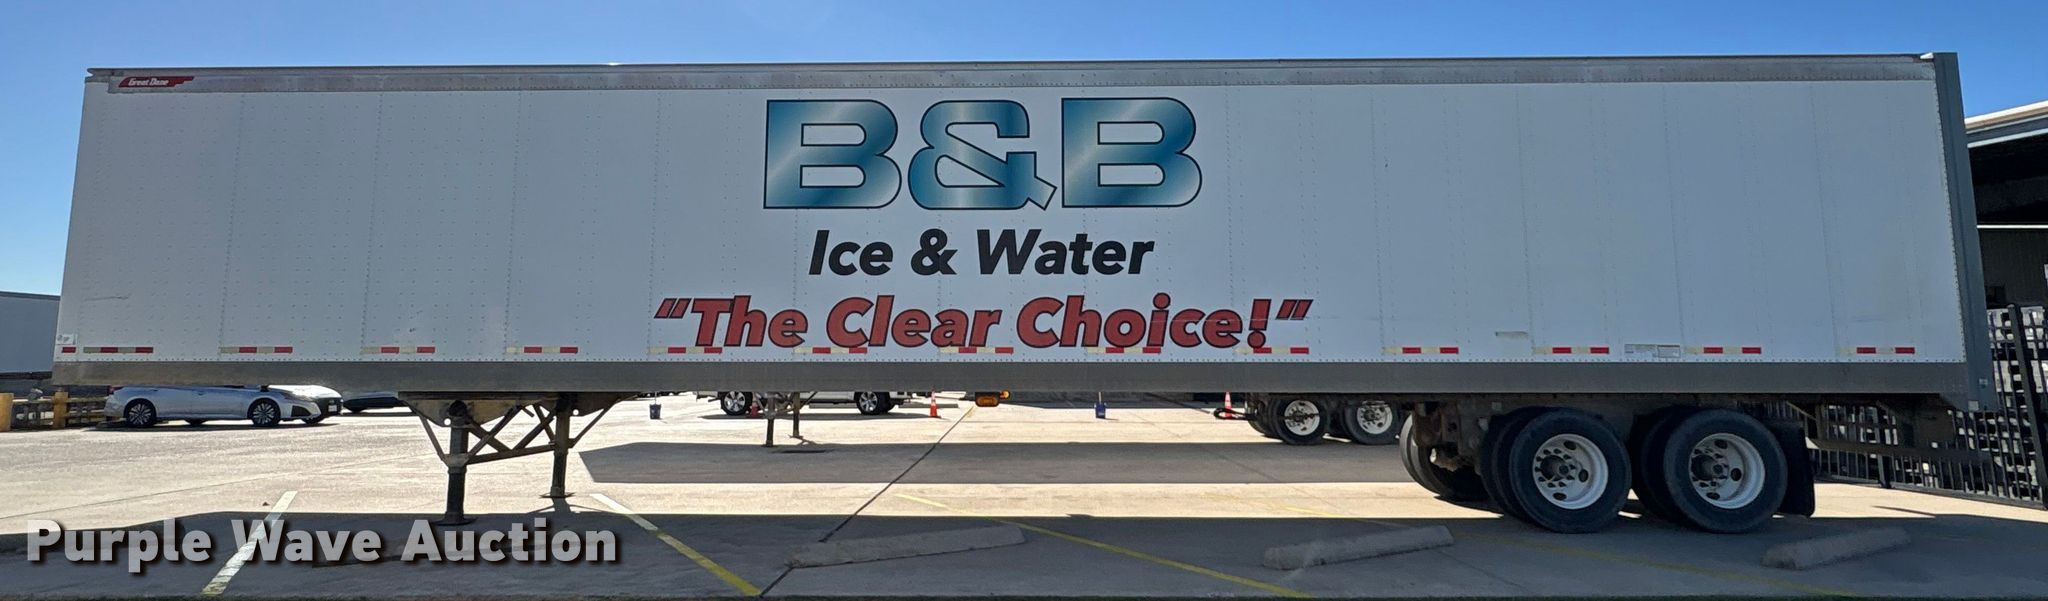 Great Dane
B&B
Ice & Water
"The Clear Choice!"
Purple Wave Auction